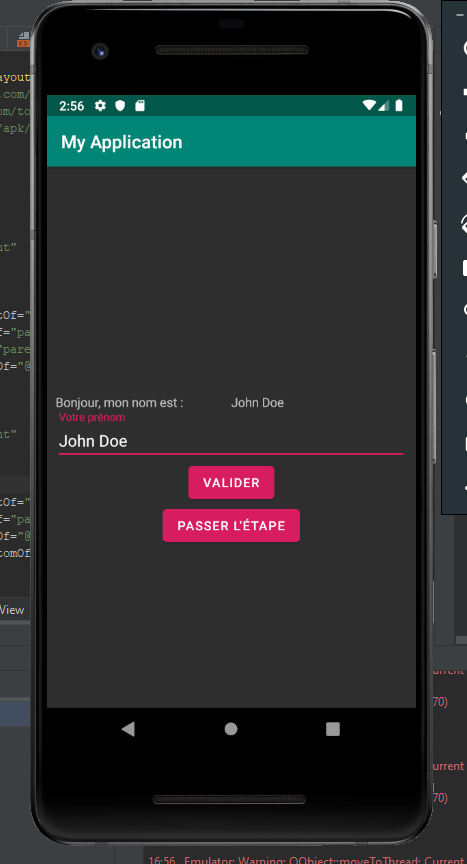 ayout
.com/
om/to
/apk/
2:56
My Application
nt"
tOf="
f="pa
"pare
Of="@
Bonjour, mon nom est : John Doe
Votre prénom
John Doe
nt"
VALIDER
PASSER L'ÉTAPE
tOf="
f="pa
Of="@
tomOf
View
urrent
70)
urrent
70)
16:56 Emulator: Warning: QObject::moveToThread: Current